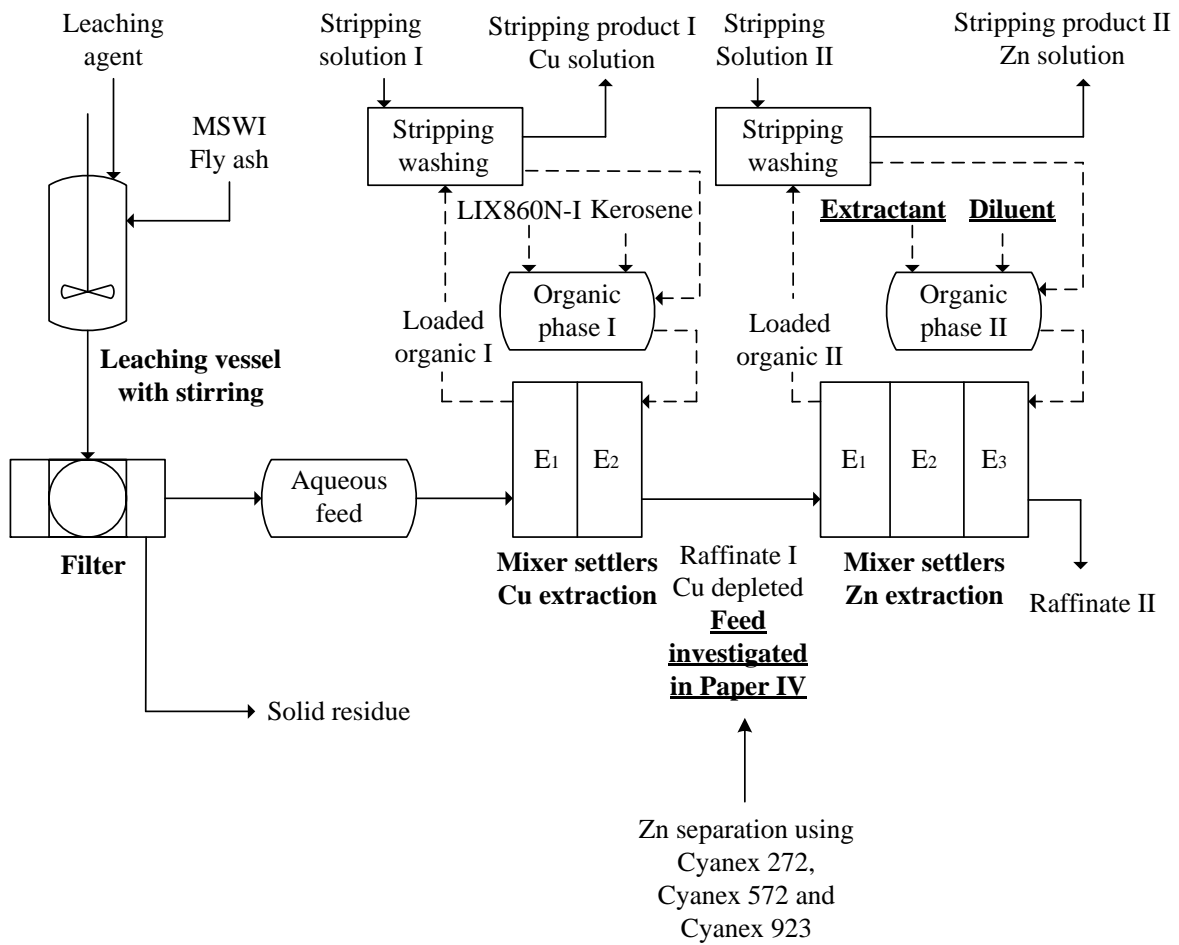 Leaching
agent
MSWI
Fly ash
Leaching vessel
with stirring
Filter
Solid residue
Aqueous
feed
Stripping
solution I
Stripping product I
Cu solution
Stripping
washing
LIX860N-I Kerosene
Organic
phase I
Loaded
organic I
E1
E2
Mixer settlers
Cu extraction
Raffinate I
Cu depleted
Feed
investigated
in Paper IV
Zn separation using
Cyanex 272,
Cyanex 572 and
Cyanex 923
Stripping
Solution II
Stripping product II
Zn solution
Stripping
washing
Extractant
Diluent
Organic
phase II
Loaded
organic II
E1
E2
E3
Mixer settlers
Zn extraction
Raffinate II